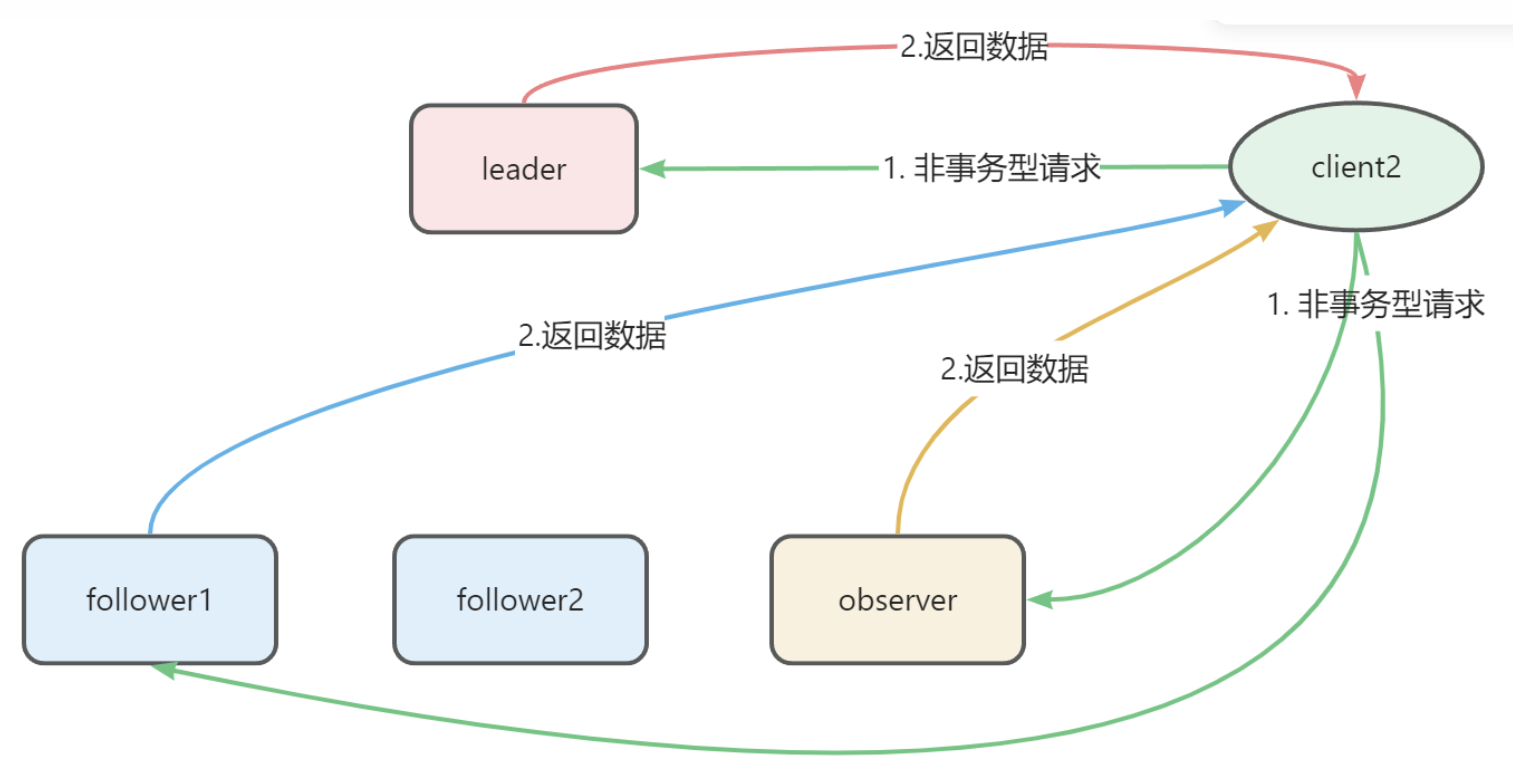 2.返回数据
leader
1. 非事务型请求
client2
1. 非事务型请求
2.返回数据
2.返回数据
follower1
follower2
observer